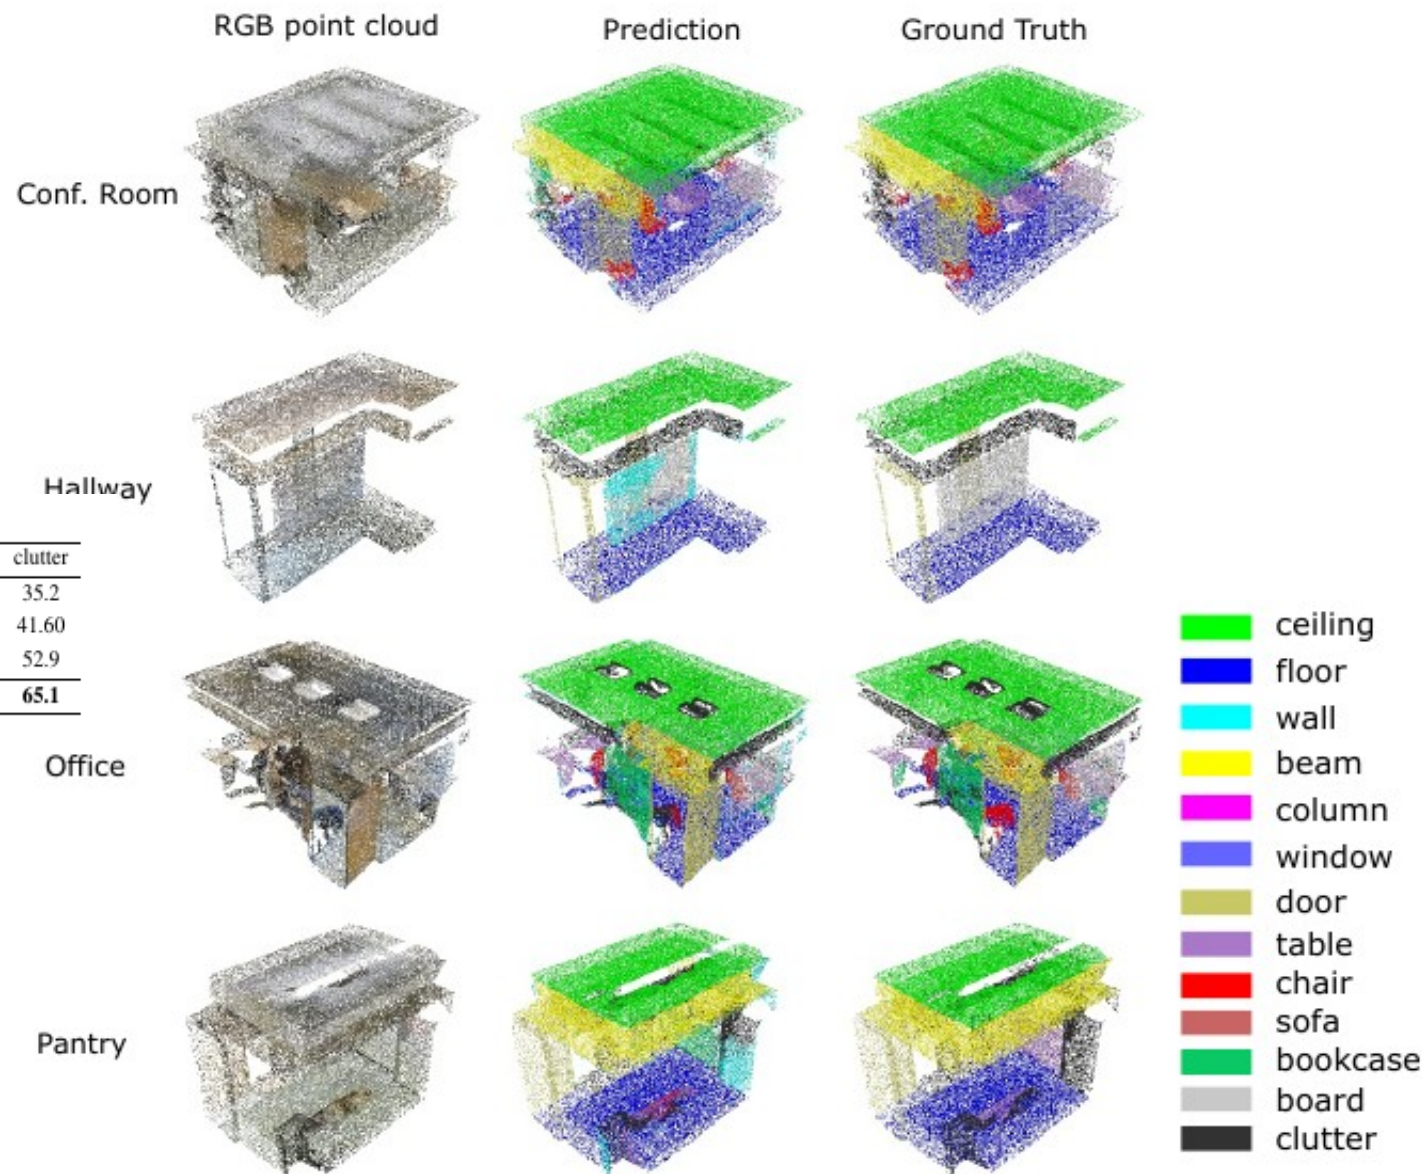 RGB point cloud
Prediction
Ground Truth
Conf. Room
Hallway
clutter
35.2
41.60
52.9
65.1
Office
Pantry
ceiling
floor
wall
beam
column
window
door
table
chair
sofa
bookcase
board
clutter